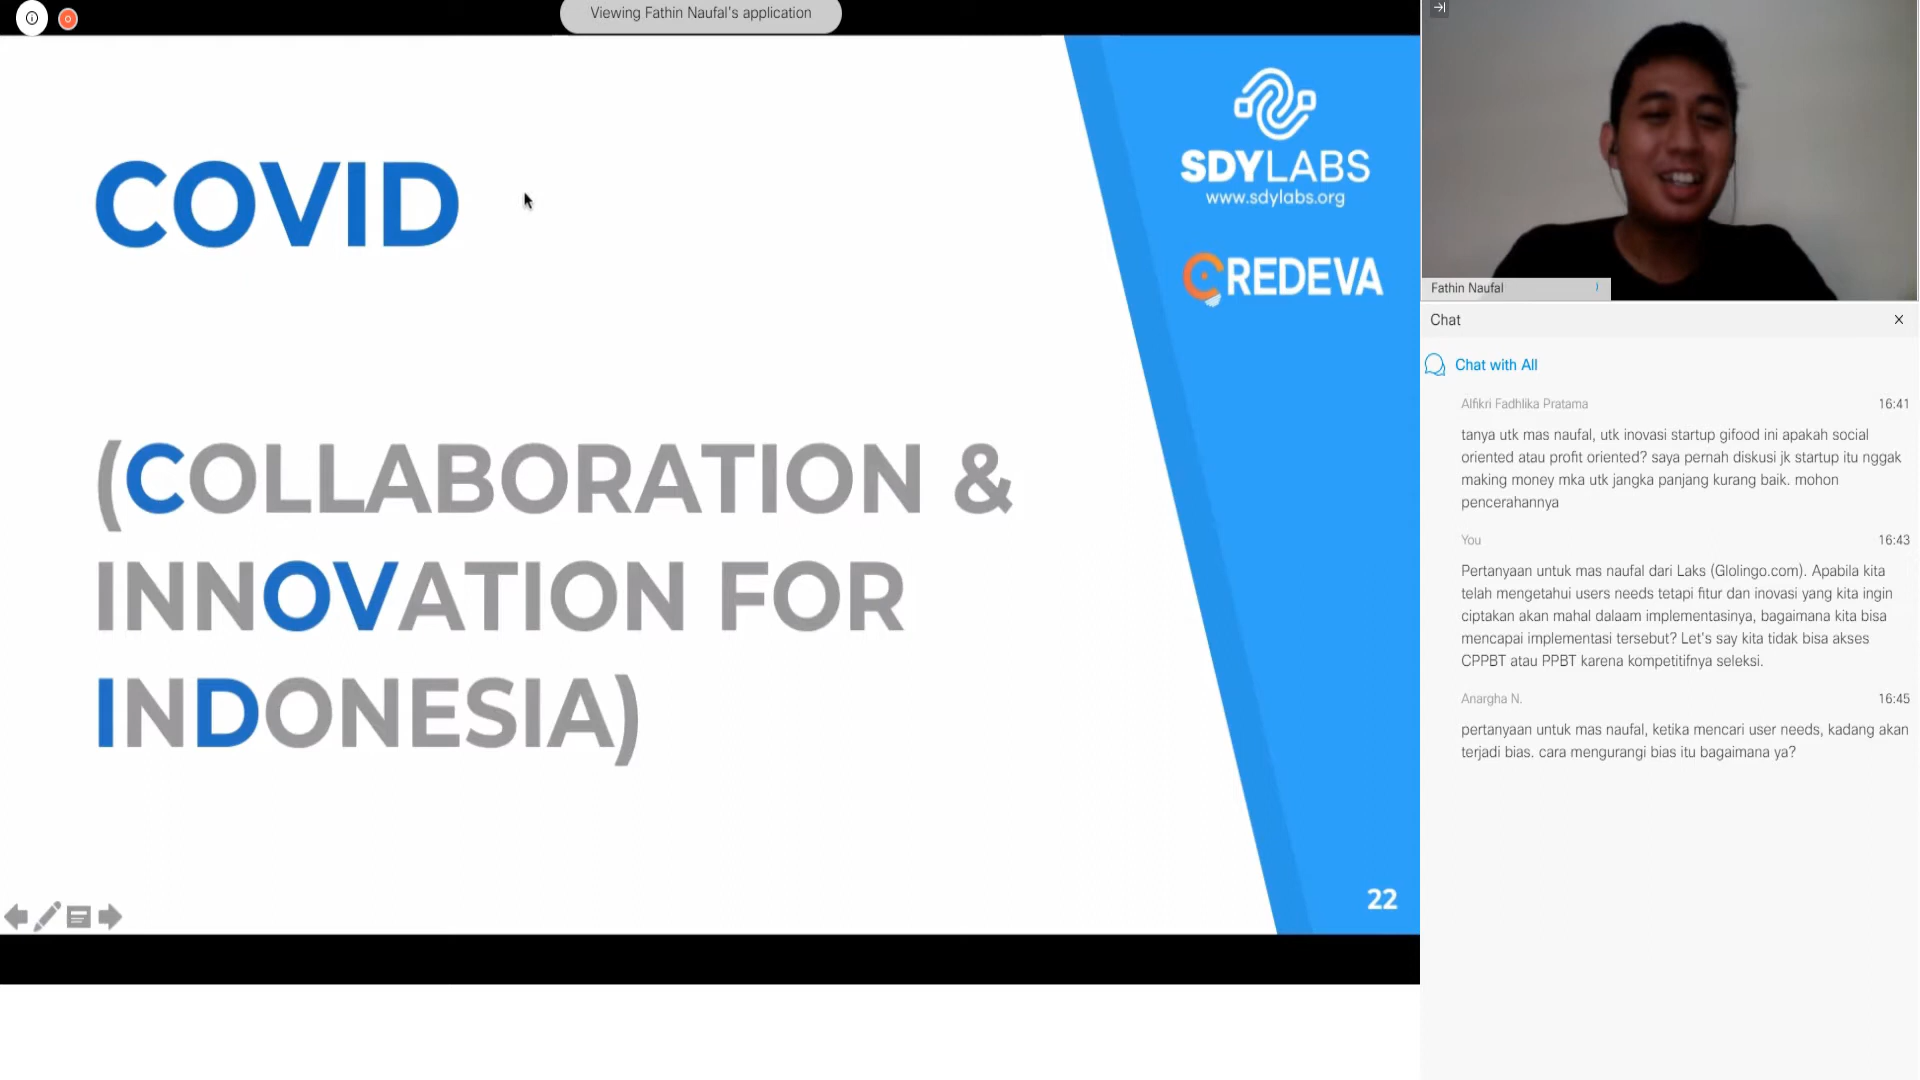 Viewing Fathin Naufal's application
COVID
(COLLABORATION &
INNOVATION FOR
INDONESIA)
SDYLABS
www.sdylabs.org
CREDEVA
22
Fathin Naufal
Chat
Chat with All
Alfikri Fadhlika Pratama 16:41
tanya utk mas naufal, utk inovasi startup gifood ini apakah social
oriented atau profit oriented? saya pernah diskusi jk startup itu nggak
making money mka utk jangka panjang kurang baik. mohon
pencerahannya
You 16:43
Pertanyaan untuk mas naufal dari Laks (Glolingo.com). Apabila kita
telah mengetahui users needs tetapi fitur dan inovasi yang kita ingin
ciptakan akan mahal dalaam implementasinya, bagaimana kita bisa
mencapai implementasi tersebut? Let's say kita tidak bisa akses
CPPBT atau PPBT karena kompetitifnya seleksi.
Anargha N. 16:45
pertanyaan untuk mas naufal, ketika mencari user needs, kadang akan
terjadi bias. cara mengurangi bias itu bagaimana ya?